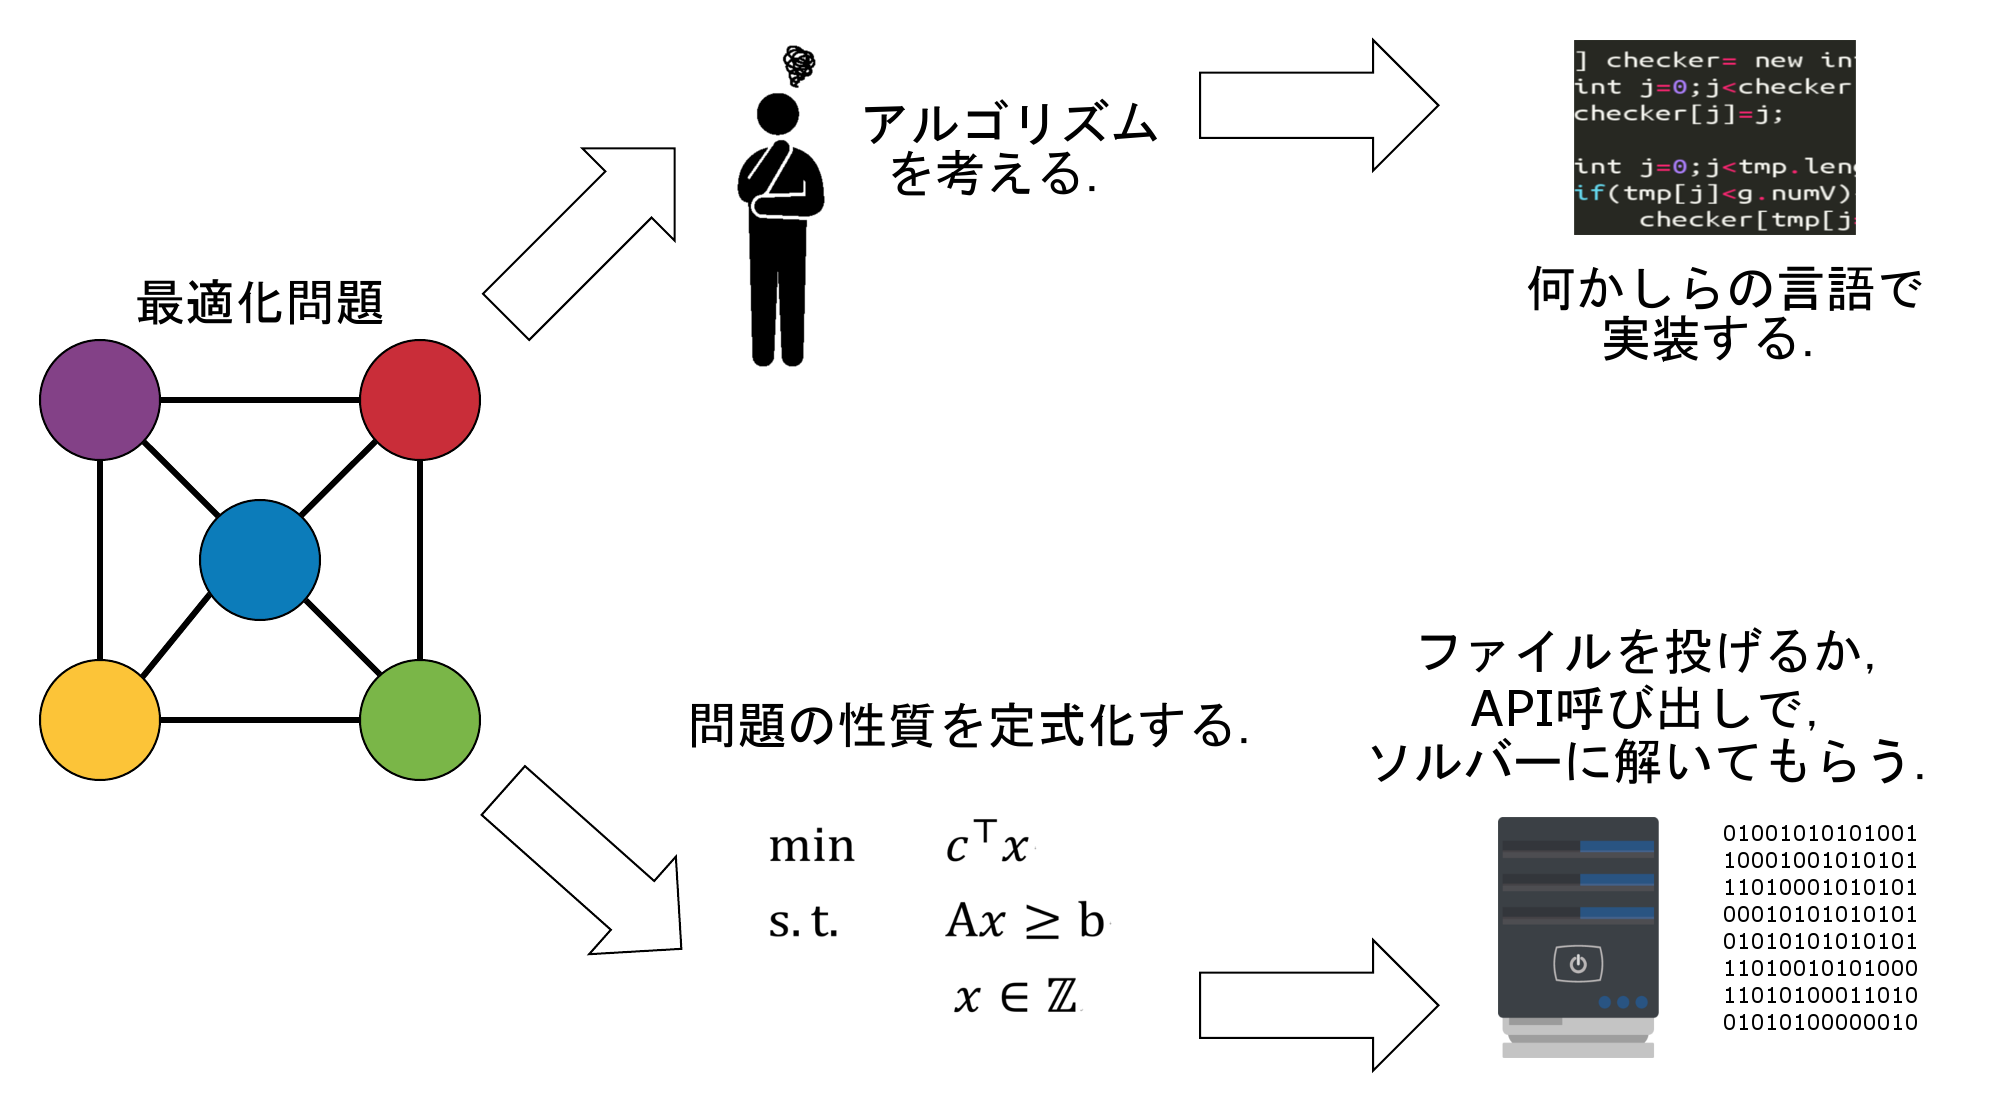 最適化問題
アルゴリズム
を考える.
] checker= new in
int j=0;j<checker
checker[j]=j;
int j=0;j<tmp.len
if(tmp[j]<g.numV)
checker[tmp[j
何かしらの言語で
実装する.
問題の性質を定式化する.
min c⊤x
s. t. Ax ≥ b
x ∈ ℤ
ファイルを投げるか,
API呼び出しで,
ソルバーに解いてもらう.
01001010101001
10001001010101
11010001010101
00010101010101
01010101010101
11010010101000
11010100011010
01010100000010